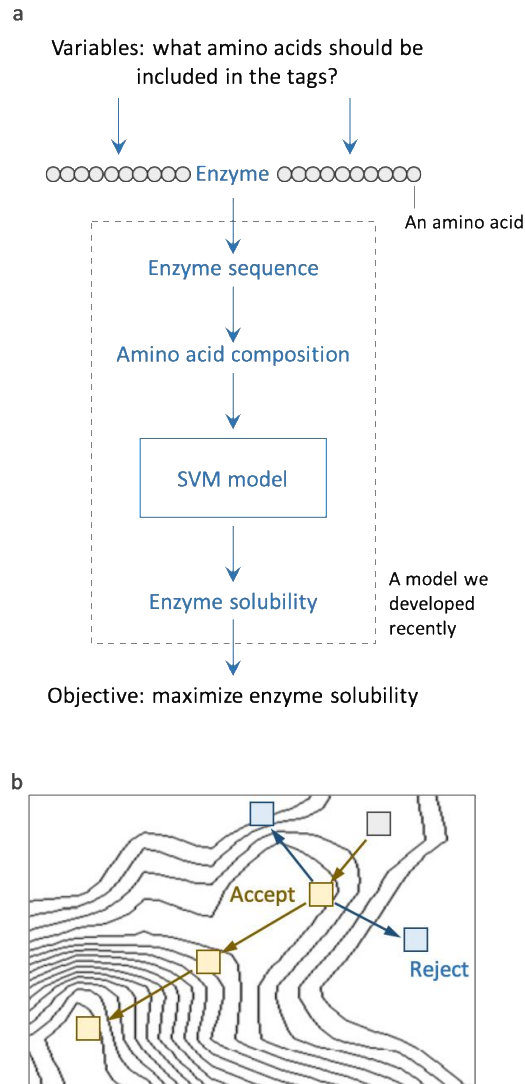 a
Variables: what amino acids should be
included in the tags?
Enzyme
An amino acid
Enzyme sequence
Amino acid composition
SVM model
Enzyme solubility
A model we
developed
recently
Objective: maximize enzyme solubility
b
Accept
Reject